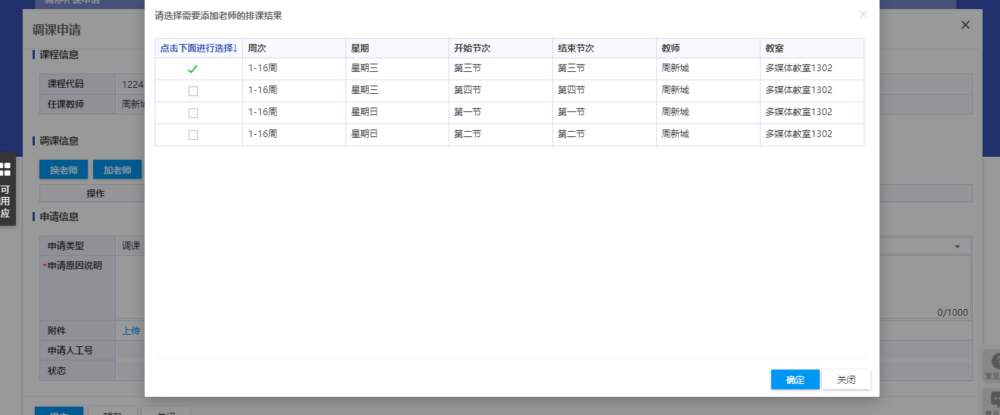 调课申请
请选择需要添加老师的排课结果
点击下面进行选择↓ 周次 星期 开始节次 结束节次 教师 教室
1-16周 星期三 第三节 第三节 周新城 多媒体教室1302
1-16周 星期三 第四节 第四节 周新城 多媒体教室1302
1-16周 星期日 第一节 第一节 周新城 多媒体教室1302
1-16周 星期日 第二节 第二节 周新城 多媒体教室1302
确定 关闭
课程信息
课程代码 1224
任课教师 周新城
调课信息
换老师 加老师
操作
申请信息
申请类型 调课
*申请原因说明
0/1000
附件 上传
申请人工号
状态
可用应
常见